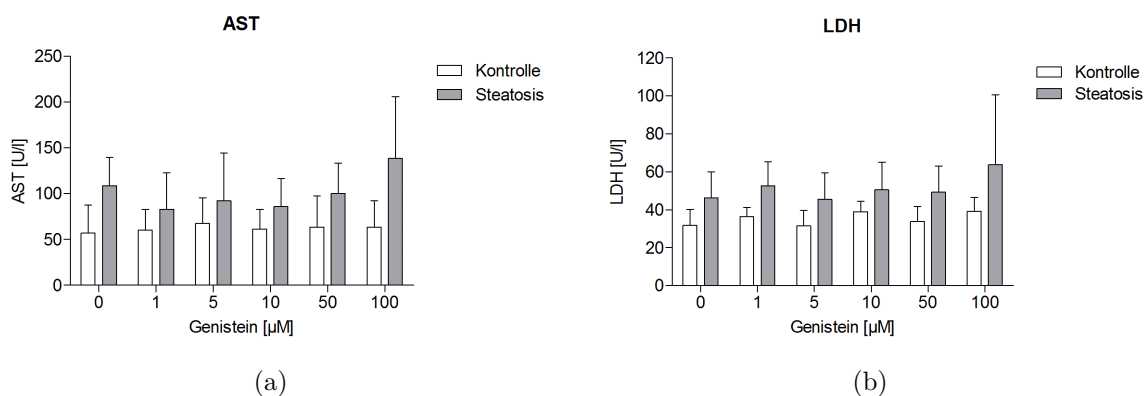 AST
250
200
150
100
50
0
AST [U/l]
0 1 5 10 50 100
Genistein [µM]
Kontrolle
Steatosis
(a)
LDH
120
100
80
60
40
20
0
LDH [U/l]
0 1 5 10 50 100
Genistein [µM]
Kontrolle
Steatosis
(b)